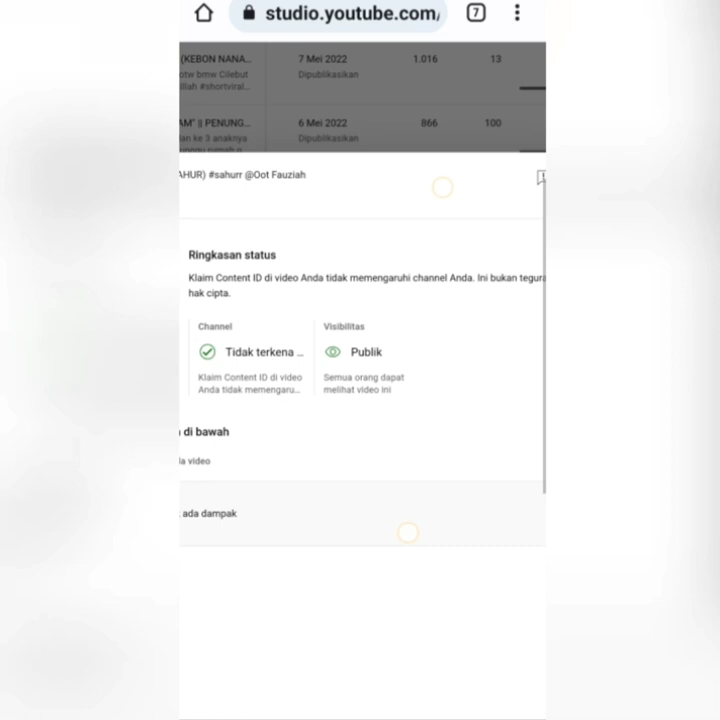 studio.youtube.com/
7
(KEBON NANA...
7 Mei 2022
1.016
13
otw bmw Cilebut
Dipublikasikan
illah #shortviral...
AM" || PENUNG...
6 Mei 2022
866
100
lan ke 3 anaknya
Dipublikasikan
AHUR) #sahurr @Oot Fauziah
Ringkasan status
Klaim Content ID di video Anda tidak memengaruhi channel Anda. Ini bukan tegura
hak cipta.
Channel
Visibilitas
Tidak terkena ...
Publik
Klaim Content ID di video
Semua orang dapat
Anda tidak memengaru...
melihat video ini
di bawah
la video
ada dampak